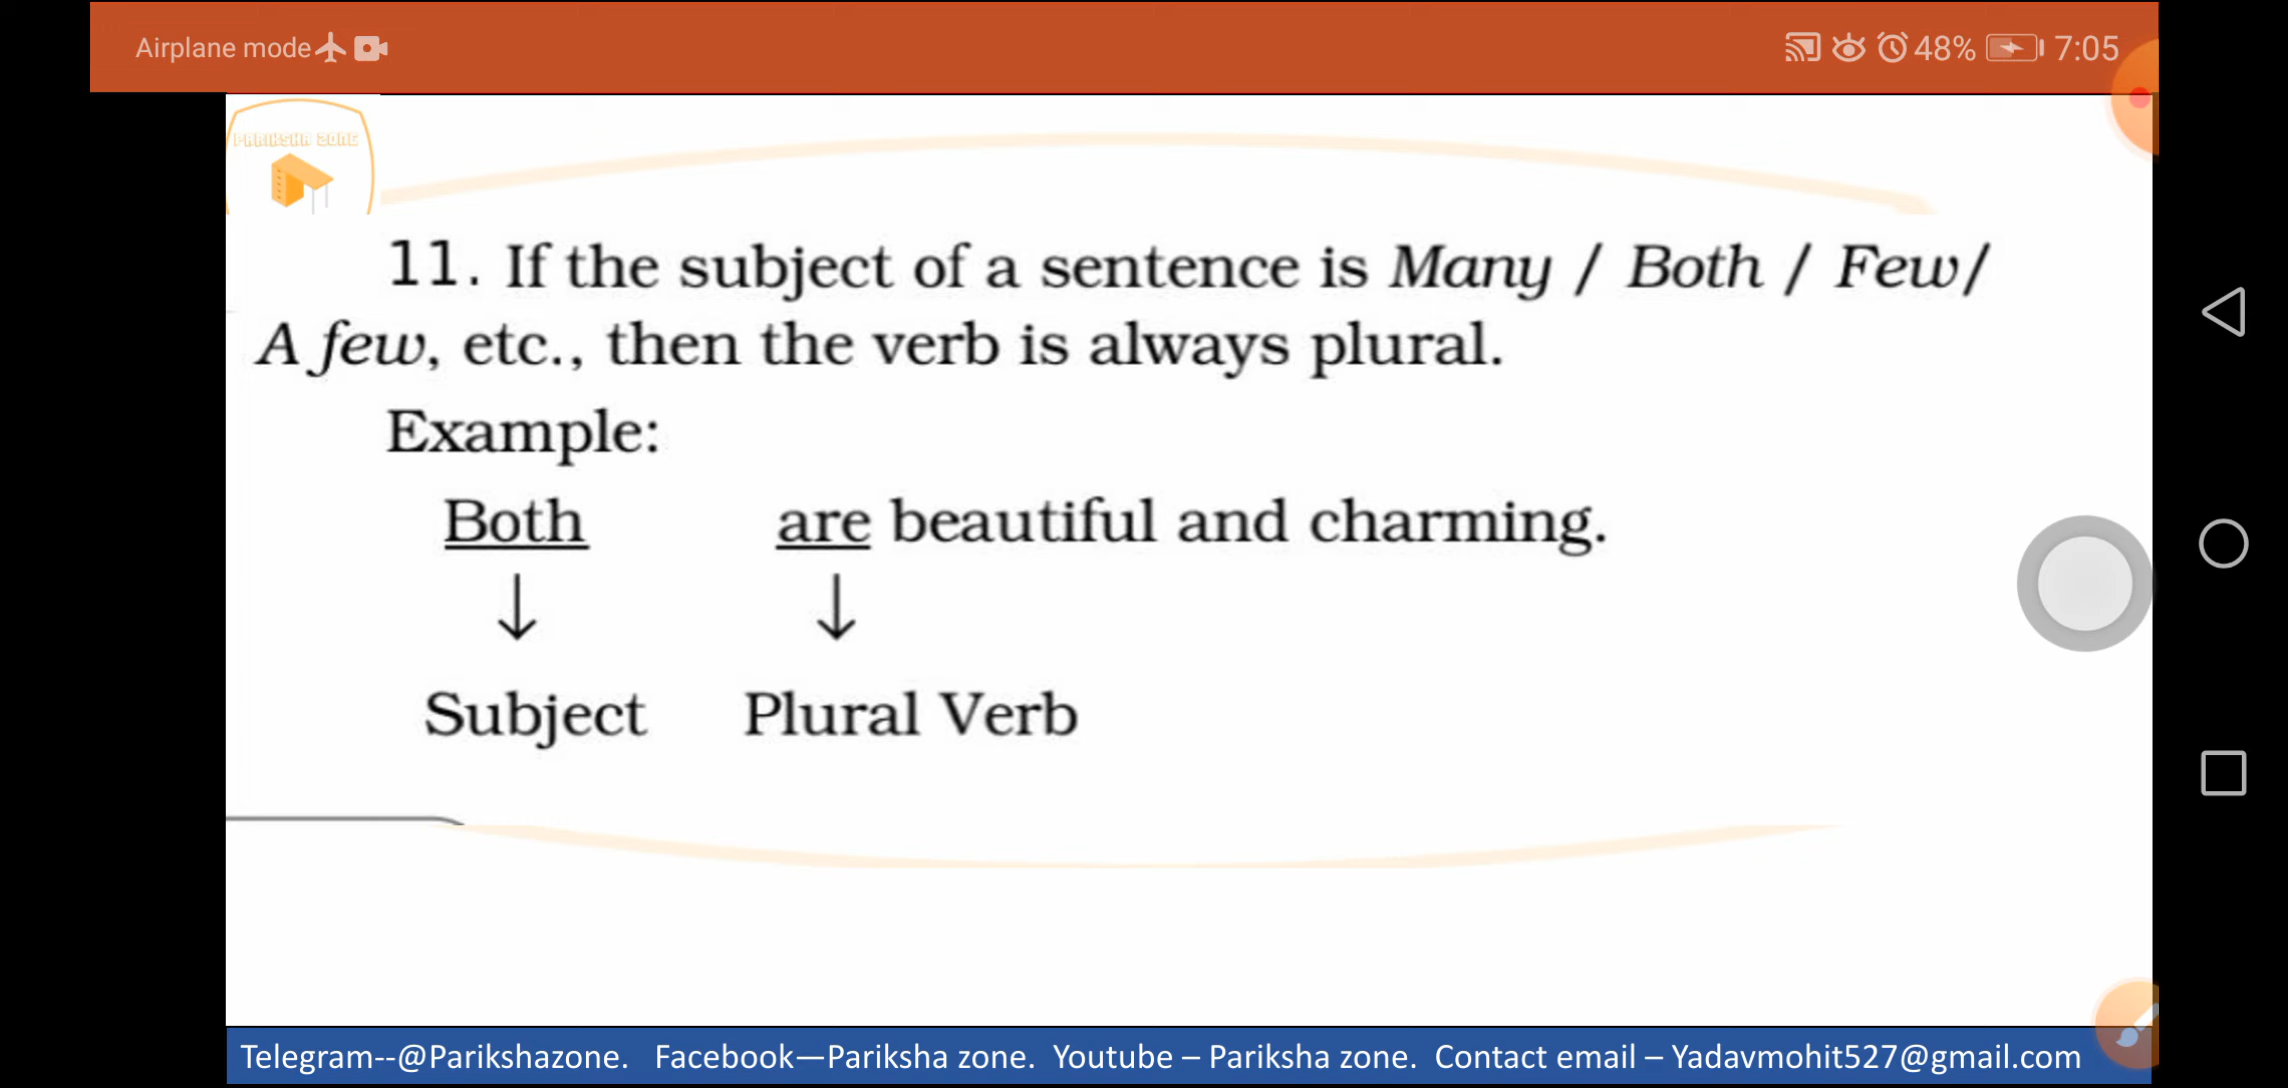 Airplane mode 48% 7:05
PARIKSHA ZONE
11. If the subject of a sentence is Many / Both / Few/
A few, etc., then the verb is always plural.
Example:
Both are beautiful and charming.
↓ ↓
Subject Plural Verb
Telegram--@Parikshazone. Facebook—Pariksha zone. Youtube – Pariksha zone. Contact email – Yadavmohit527@gmail.com